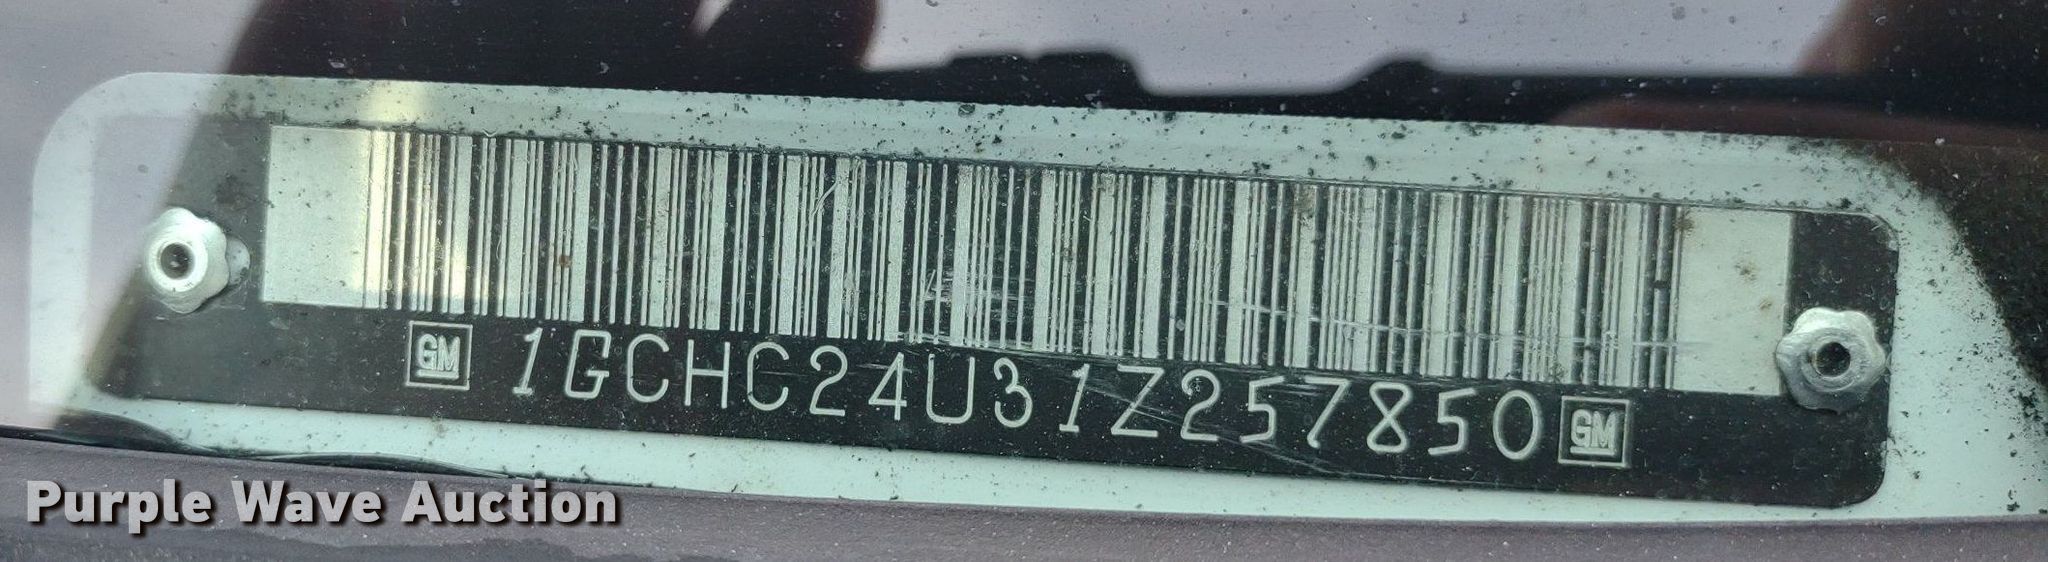 GM 1GCHC24U31Z257850 GM
Purple Wave Auction